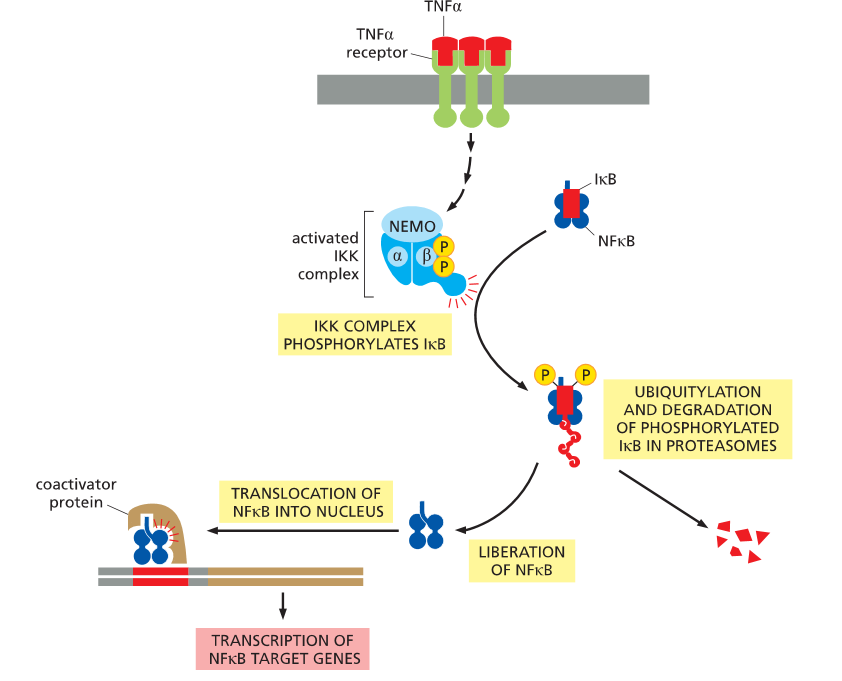 TNFα
TNFα
receptor
IκB
NFκB
NEMO
α
β
P
P
activated
IKK
complex
IKK COMPLEX
PHOSPHORYLATES IκB
P
P
UBIQUITYLATION
AND DEGRADATION
OF PHOSPHORYLATED
IκB IN PROTEASOMES
coactivator
protein
TRANSLOCATION OF
NFκB INTO NUCLEUS
LIBERATION
OF NFκB
TRANSCRIPTION OF
NFκB TARGET GENES